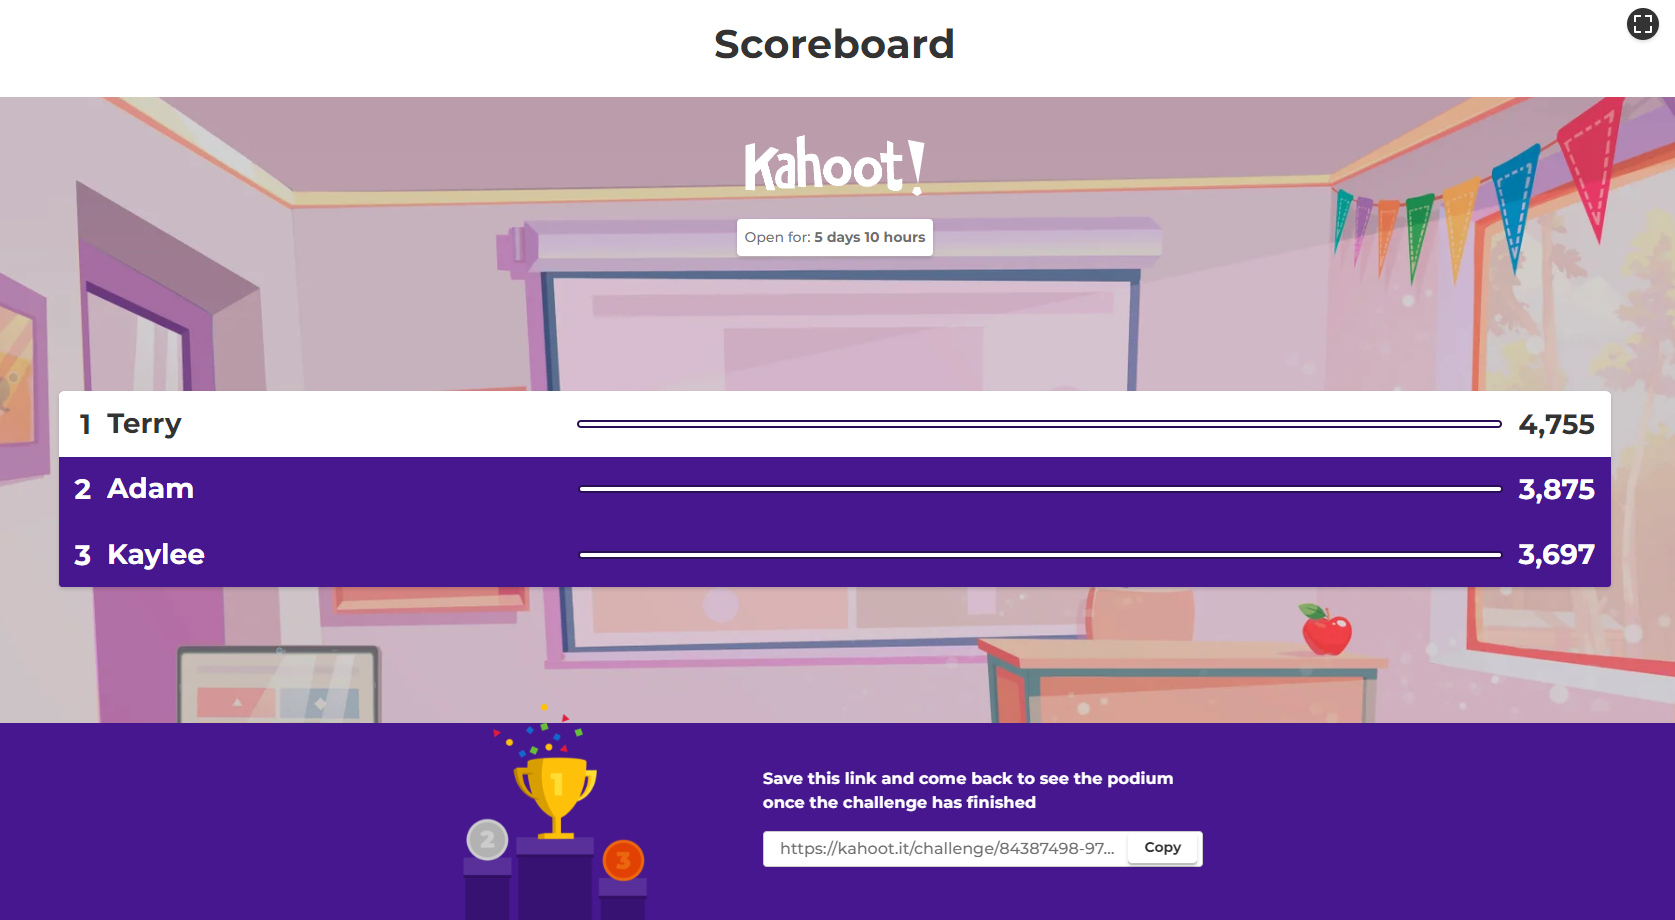 Scoreboard
Kahoot!
Open for: 5 days 10 hours
1 Terry 4,755
2 Adam 3,875
3 Kaylee 3,697
1
2
3
Save this link and come back to see the podium
once the challenge has finished
https://kahoot.it/challenge/84387498-97... Copy